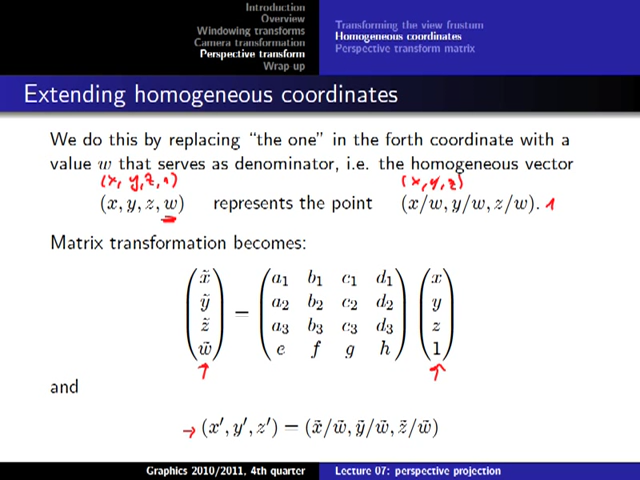 Introduction
Overview
Windowing transforms
Camera transformation
Perspective transform
Wrap-up
Transforming the view frustum
Homogeneous coordinates
Perspective transform matrix
Extending homogeneous coordinates
We do this by replacing “the one” in the forth coordinate with a
value w that serves as denominator, i.e. the homogeneous vector
(x, y, z, 1) (x, y, z)
(x, y, z, w) represents the point (x/w, y/w, z/w). 1
Matrix transformation becomes:
x̃ a₁ b₁ c₁ d₁ x
ỹ a₂ b₂ c₂ d₂ y
z̃ = a₃ b₃ c₃ d₃ z
w̃ e f g h 1
and
→ (x′, y′, z′) = (x̃/w̃, ỹ/w̃, z̃/w̃)
Graphics 2010/2011, 4th quarter Lecture 07: perspective projection